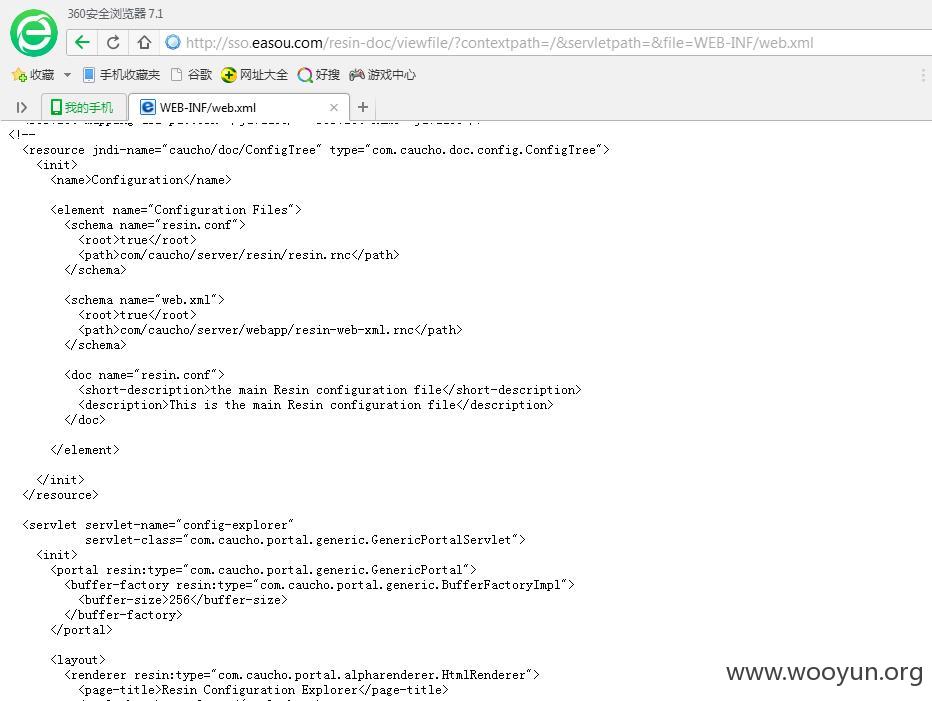 360安全浏览器 7.1
http://sso.easou.com/resin-doc/viewfile/?contextpath=/&servletpath=&file=WEB-INF/web.xml
收藏 手机收藏夹 谷歌 网址大全 好搜 游戏中心
我的手机 WEB-INF/web.xml
<!--
<resource jndi-name="caucho/doc/ConfigTree" type="com.caucho.doc.config.ConfigTree">
<init>
<name>Configuration</name>
<element name="Configuration Files">
<schema name="resin.conf">
<root>true</root>
<path>com/caucho/server/resin/resin.rnc</path>
</schema>
<schema name="web.xml">
<root>true</root>
<path>com/caucho/server/webapp/resin-web-xml.rnc</path>
</schema>
<doc name="resin.conf">
<short-description>the main Resin configuration file</short-description>
<description>This is the main Resin configuration file</description>
</doc>
</element>
</init>
</resource>
<servlet servlet-name="config-explorer"
servlet-class="com.caucho.portal.generic.GenericPortalServlet">
<init>
<portal resin:type="com.caucho.portal.generic.GenericPortal">
<buffer-factory resin:type="com.caucho.portal.generic.BufferFactoryImpl">
<buffer-size>256</buffer-size>
</buffer-factory>
</portal>
<layout>
<renderer resin:type="com.caucho.portal.alpharenderer.HtmlRenderer">
<page-title>Resin Configuration Explorer</page-title>
www.wooyun.org